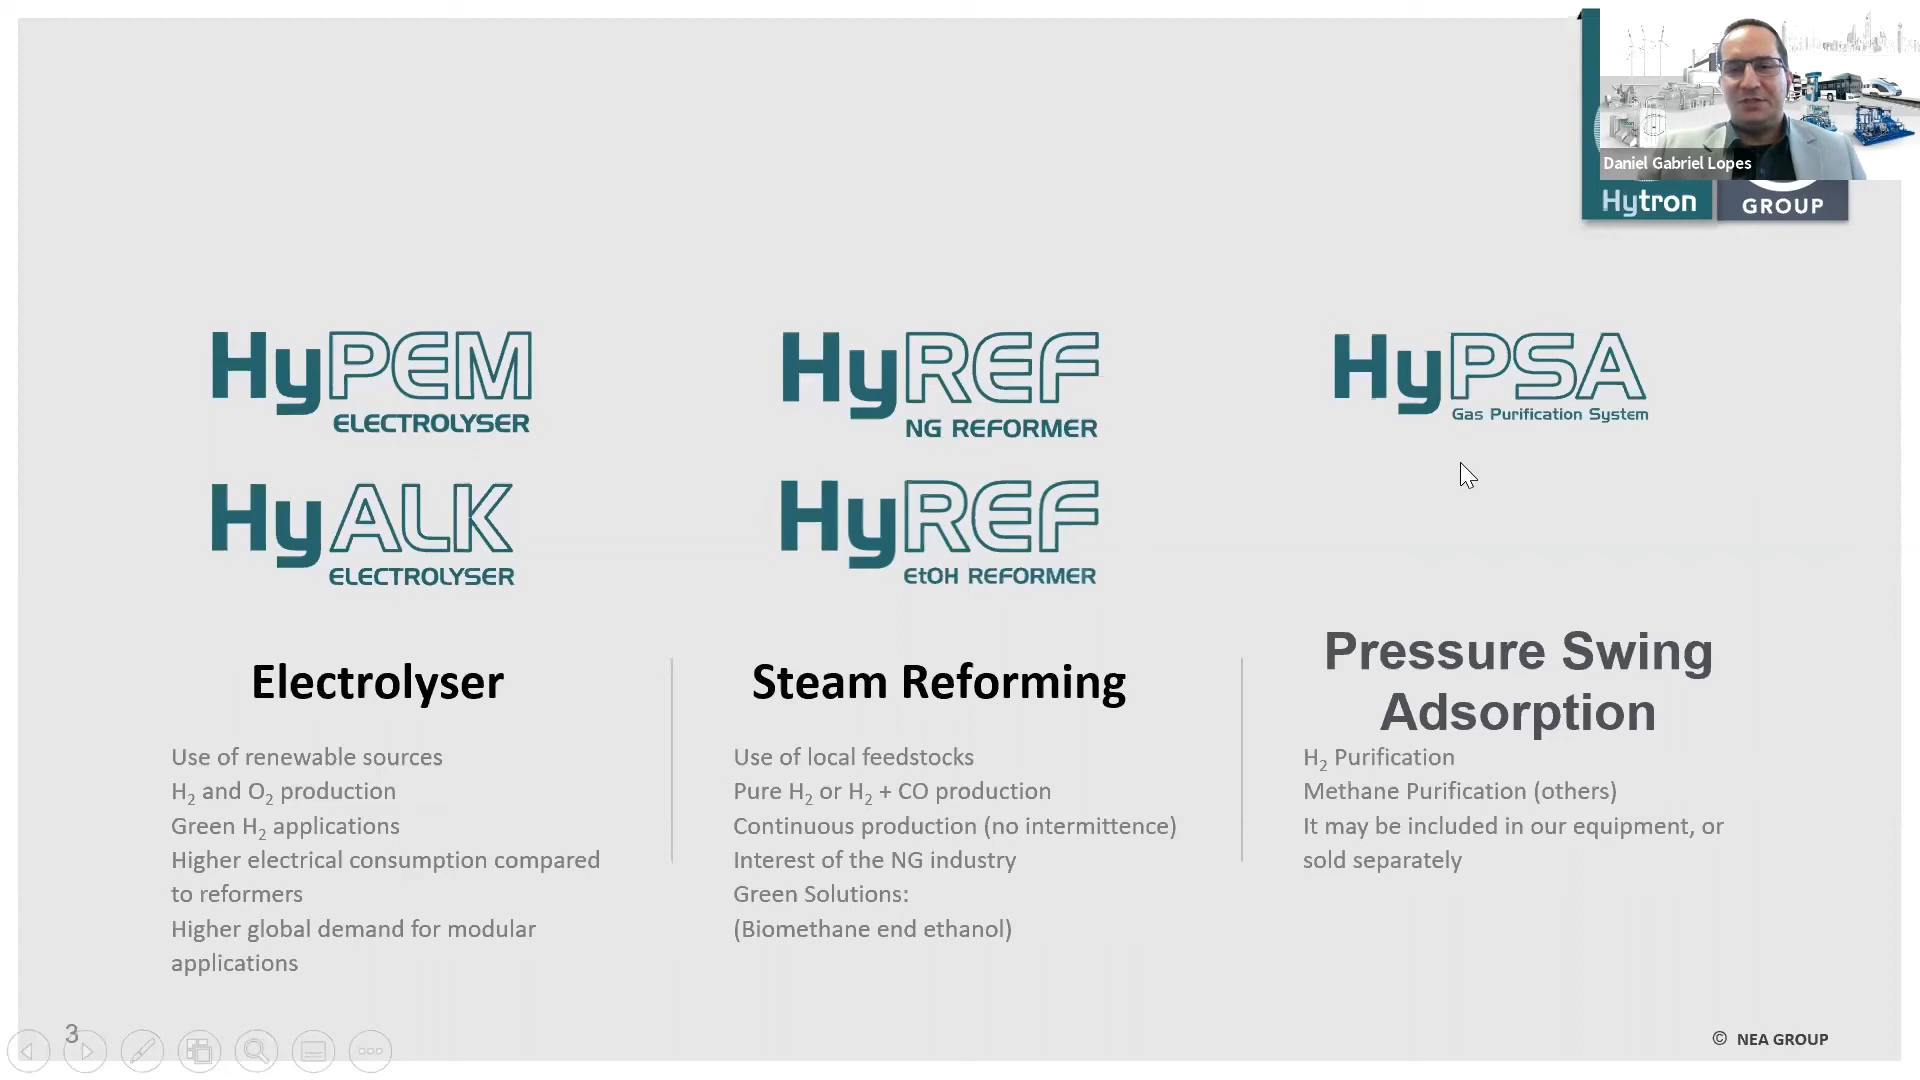 Daniel Gabriel Lopes
Hytron
GROUP
HyPEM
ELECTROLYSER
HyALK
ELECTROLYSER
HyREF
NG REFORMER
HyREF
EtOH REFORMER
HyPSA
Gas Purification System
Electrolyser
Use of renewable sources
H₂ and O₂ production
Green H₂ applications
Higher electrical consumption compared
to reformers
Higher global demand for modular
applications
Steam Reforming
Use of local feedstocks
Pure H₂ or H₂ + CO production
Continuous production (no intermittence)
Interest of the NG industry
Green Solutions:
(Biomethane end ethanol)
Pressure Swing
Adsorption
H₂ Purification
Methane Purification (others)
It may be included in our equipment, or
sold separately
3
© NEA GROUP